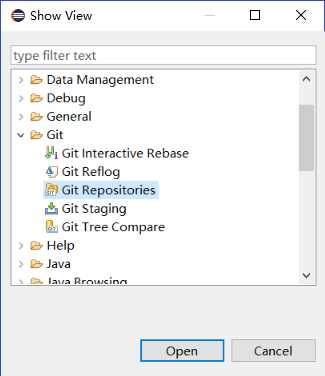 Show View
type filter text
Data Management
Debug
General
Git
Git Interactive Rebase
Git Reflog
Git Repositories
Git Staging
Git Tree Compare
Help
Java
Java Browsing
Open Cancel